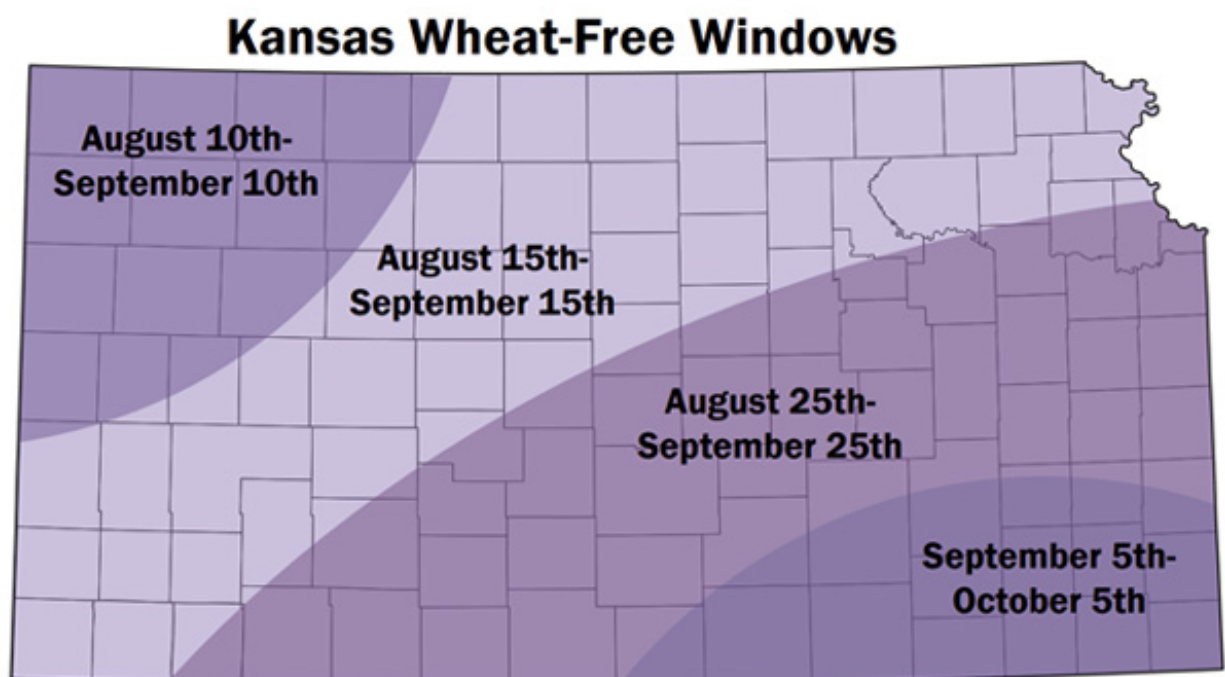 Kansas Wheat-Free Windows
August 10th-
September 10th
August 15th-
September 15th
August 25th-
September 25th
September 5th-
October 5th